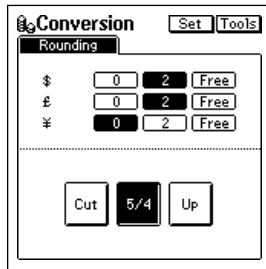 Conversion Set Tools
Rounding
$ 0 2 Free
£ 0 2 Free
¥ 0 2 Free
Cut 5/4 Up